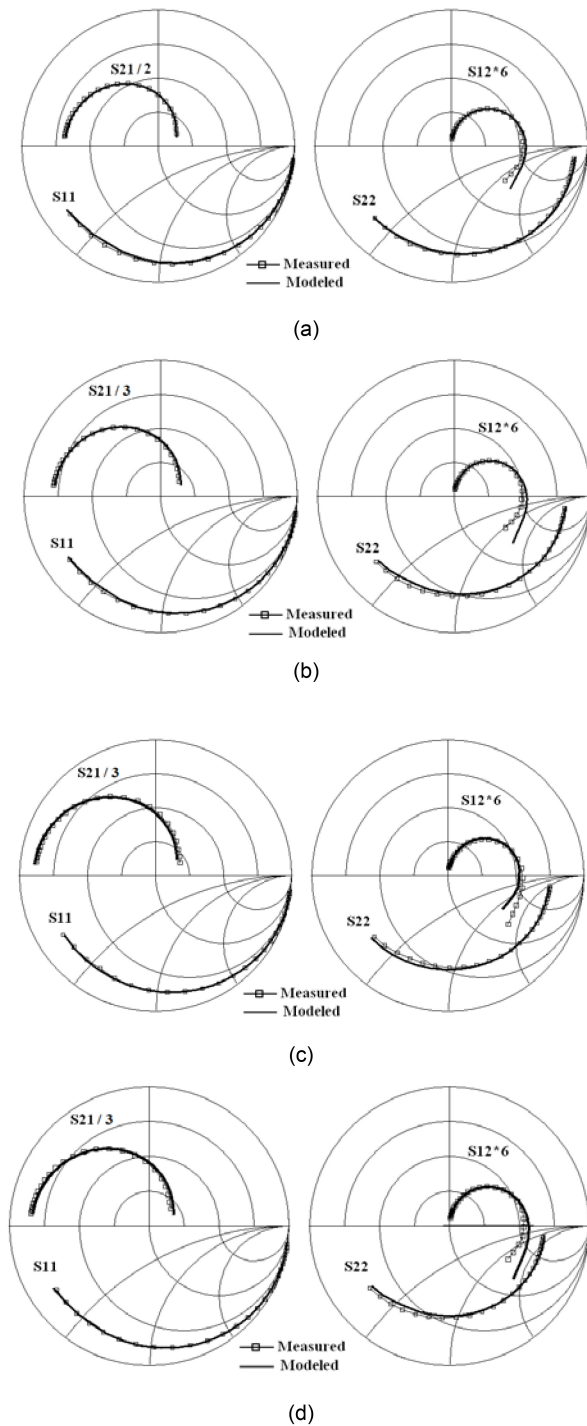 S21 / 2
S12*6
S11
S22
Measured
Modeled
(a)
S21 / 3
S12*6
S11
S22
Measured
Modeled
(b)
S21 / 3
S12*6
S11
S22
Measured
Modeled
(c)
S21 / 3
S12*6
S11
S22
Measured
Modeled
(d)